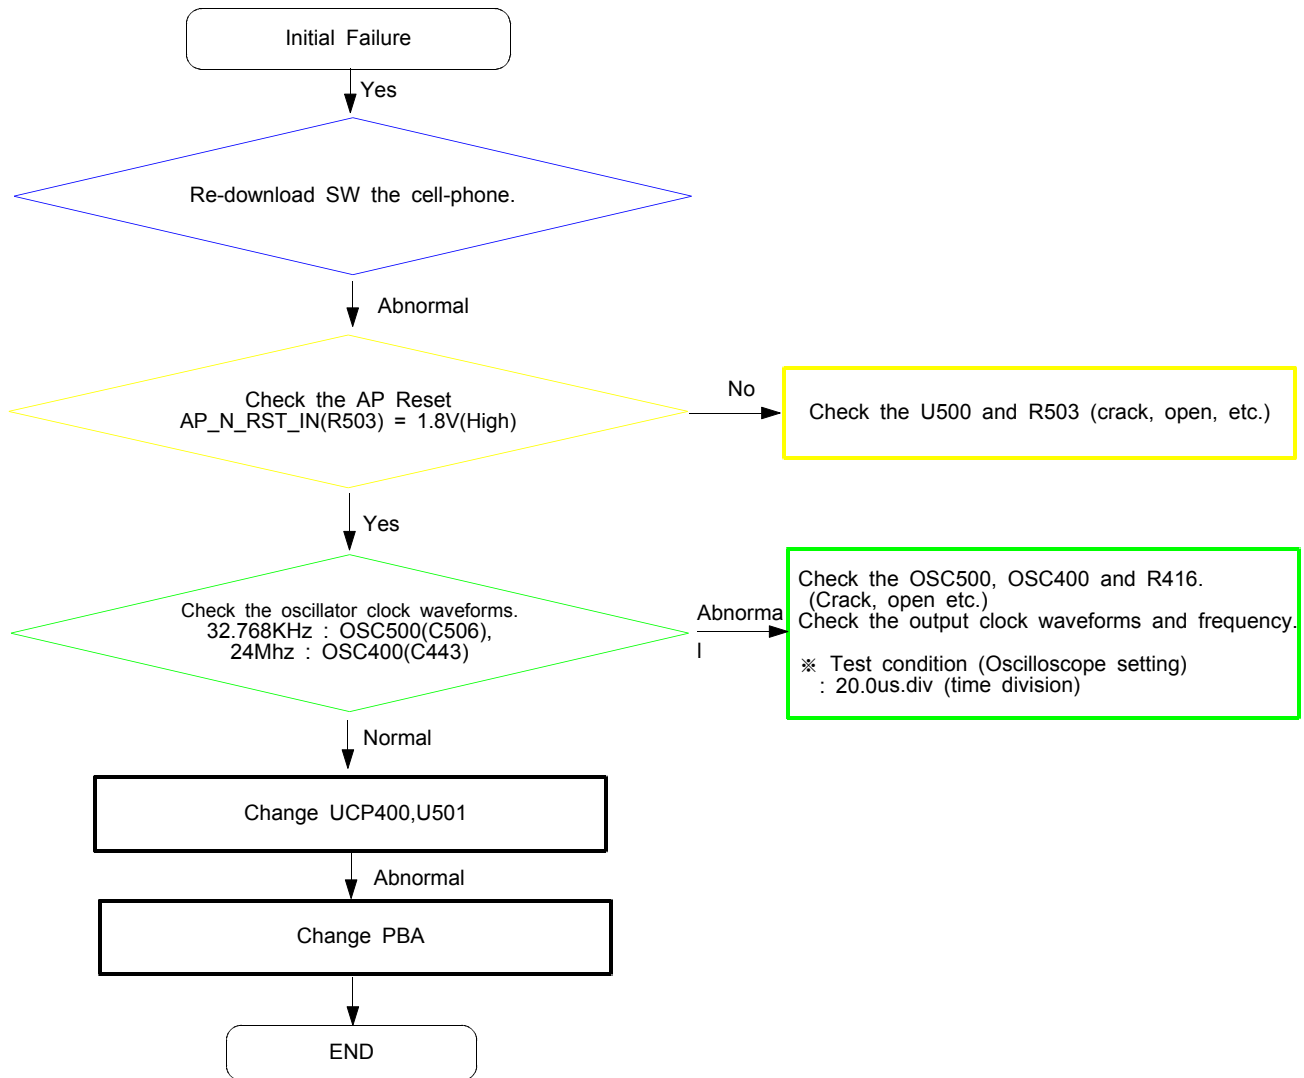 Initial Failure
Yes
Re-download SW the cell-phone.
Abnormal
Check the AP Reset
AP_N_RST_IN(R503) = 1.8V(High)
No
Check the U500 and R503 (crack, open, etc.)
Yes
Check the oscillator clock waveforms.
32.768KHz : OSC500(C506),
24Mhz : OSC400(C443)
Abnorma
l
Check the OSC500, OSC400 and R416.
(Crack, open etc.)
Check the output clock waveforms and frequency.
※ Test condition (Oscilloscope setting)
: 20.0us.div (time division)
Normal
Change UCP400,U501
Abnormal
Change PBA
END